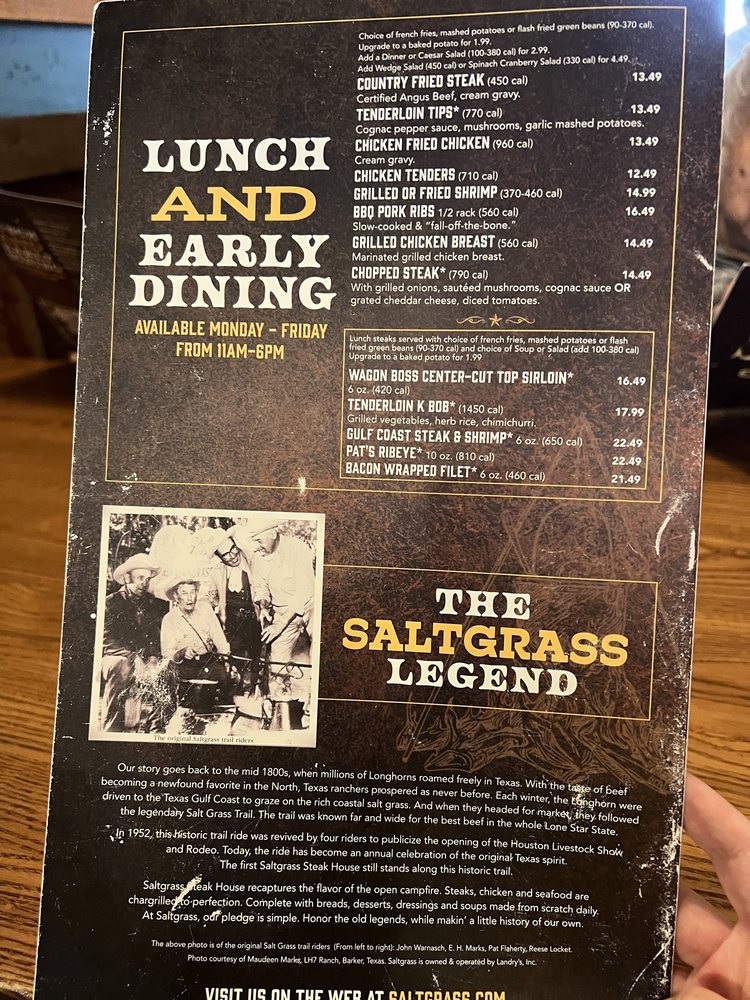 Choice of french fries, mashed potatoes or flash fried green beans (90-370 cal).
Upgrade to a baked potato for 1.99.
Add a Dinner or Caesar Salad (100-380 cal) for 2.99.
Add Wedge Salad (450 cal) or Spinach Cranberry Salad (330 cal) for 4.49.
LUNCH
AND
EARLY
DINING
AVAILABLE MONDAY – FRIDAY
FROM 11AM–6PM
COUNTRY FRIED STEAK (450 cal) 13.49
Certified Angus Beef, cream gravy.
TENDERLOIN TIPS* (770 cal) 13.49
Cognac pepper sauce, mushrooms, garlic mashed potatoes.
CHICKEN FRIED CHICKEN (960 cal) 13.49
Cream gravy.
CHICKEN TENDERS (710 cal) 12.49
GRILLED OR FRIED SHRIMP (370-460 cal) 14.99
BBQ PORK RIBS 1/2 rack (560 cal) 16.49
Slow-cooked & "fall-off-the-bone."
GRILLED CHICKEN BREAST (560 cal) 14.49
Marinated grilled chicken breast.
CHOPPED STEAK* (790 cal) 14.49
With grilled onions, sautéed mushrooms, cognac sauce OR
grated cheddar cheese, diced tomatoes.
Lunch steaks served with choice of french fries, mashed potatoes or flash
fried green beans (90-370 cal) and choice of Soup or Salad (add 100-380 cal)
Upgrade to a baked potato for 1.99
WAGON BOSS CENTER–CUT TOP SIRLOIN* 16.49
6 oz. (420 cal)
TENDERLOIN K BOB* (1450 cal) 17.99
Grilled vegetables, herb rice, chimichurri.
GULF COAST STEAK & SHRIMP* 6 oz. (650 cal) 22.49
PAT'S RIBEYE* 10 oz. (810 cal) 22.49
BACON WRAPPED FILET* 6 oz. (460 cal) 21.49
The original Saltgrass trail riders
THE
SALTGRASS
LEGEND
Our story goes back to the mid 1800s, when millions of Longhorns roamed freely in Texas. With the taste of beef
becoming a newfound favorite in the North, Texas ranchers prospered as never before. Each winter, the Longhorn were
driven to the Texas Gulf Coast to graze on the rich coastal salt grass. And when they headed for market, they followed
the legendary Salt Grass Trail. The trail was known far and wide for the best beef in the whole Lone Star State.
In 1952, this historic trail ride was revived by four riders to publicize the opening of the Houston Livestock Show
and Rodeo. Today, the ride has become an annual celebration of the original Texas spirit.
The first Saltgrass Steak House still stands along this historic trail.
Saltgrass Steak House recaptures the flavor of the open campfire. Steaks, chicken and seafood are
chargrilled to perfection. Complete with breads, desserts, dressings and soups made from scratch daily.
At Saltgrass, our pledge is simple. Honor the old legends, while makin' a little history of our own.
The above photo is of the original Salt Grass trail riders (From left to right): John Warnasch, E. H. Marks, Pat Flaherty, Reese Locket.
Photo courtesy of Maudeen Marks, LH7 Ranch, Barker, Texas. Saltgrass is owned & operated by Landry's, Inc.
VISIT US ON THE WEB AT SALTGRASS.COM